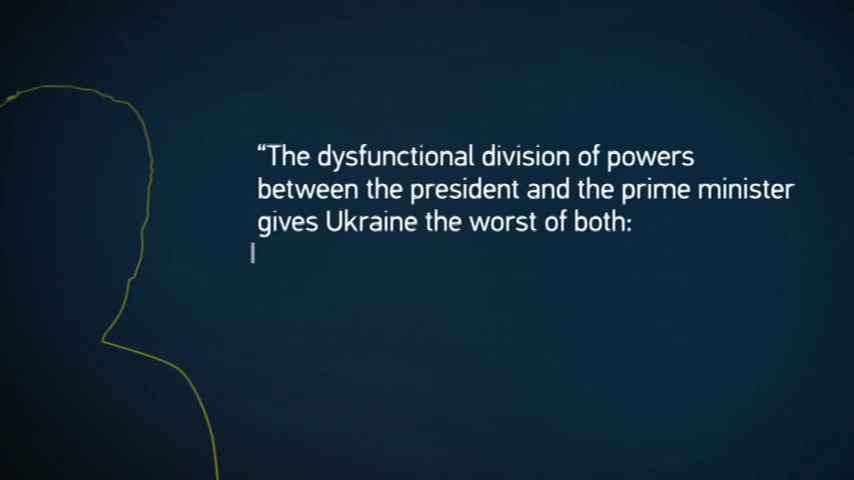 “The dysfunctional division of powers
between the president and the prime minister
gives Ukraine the worst of both: